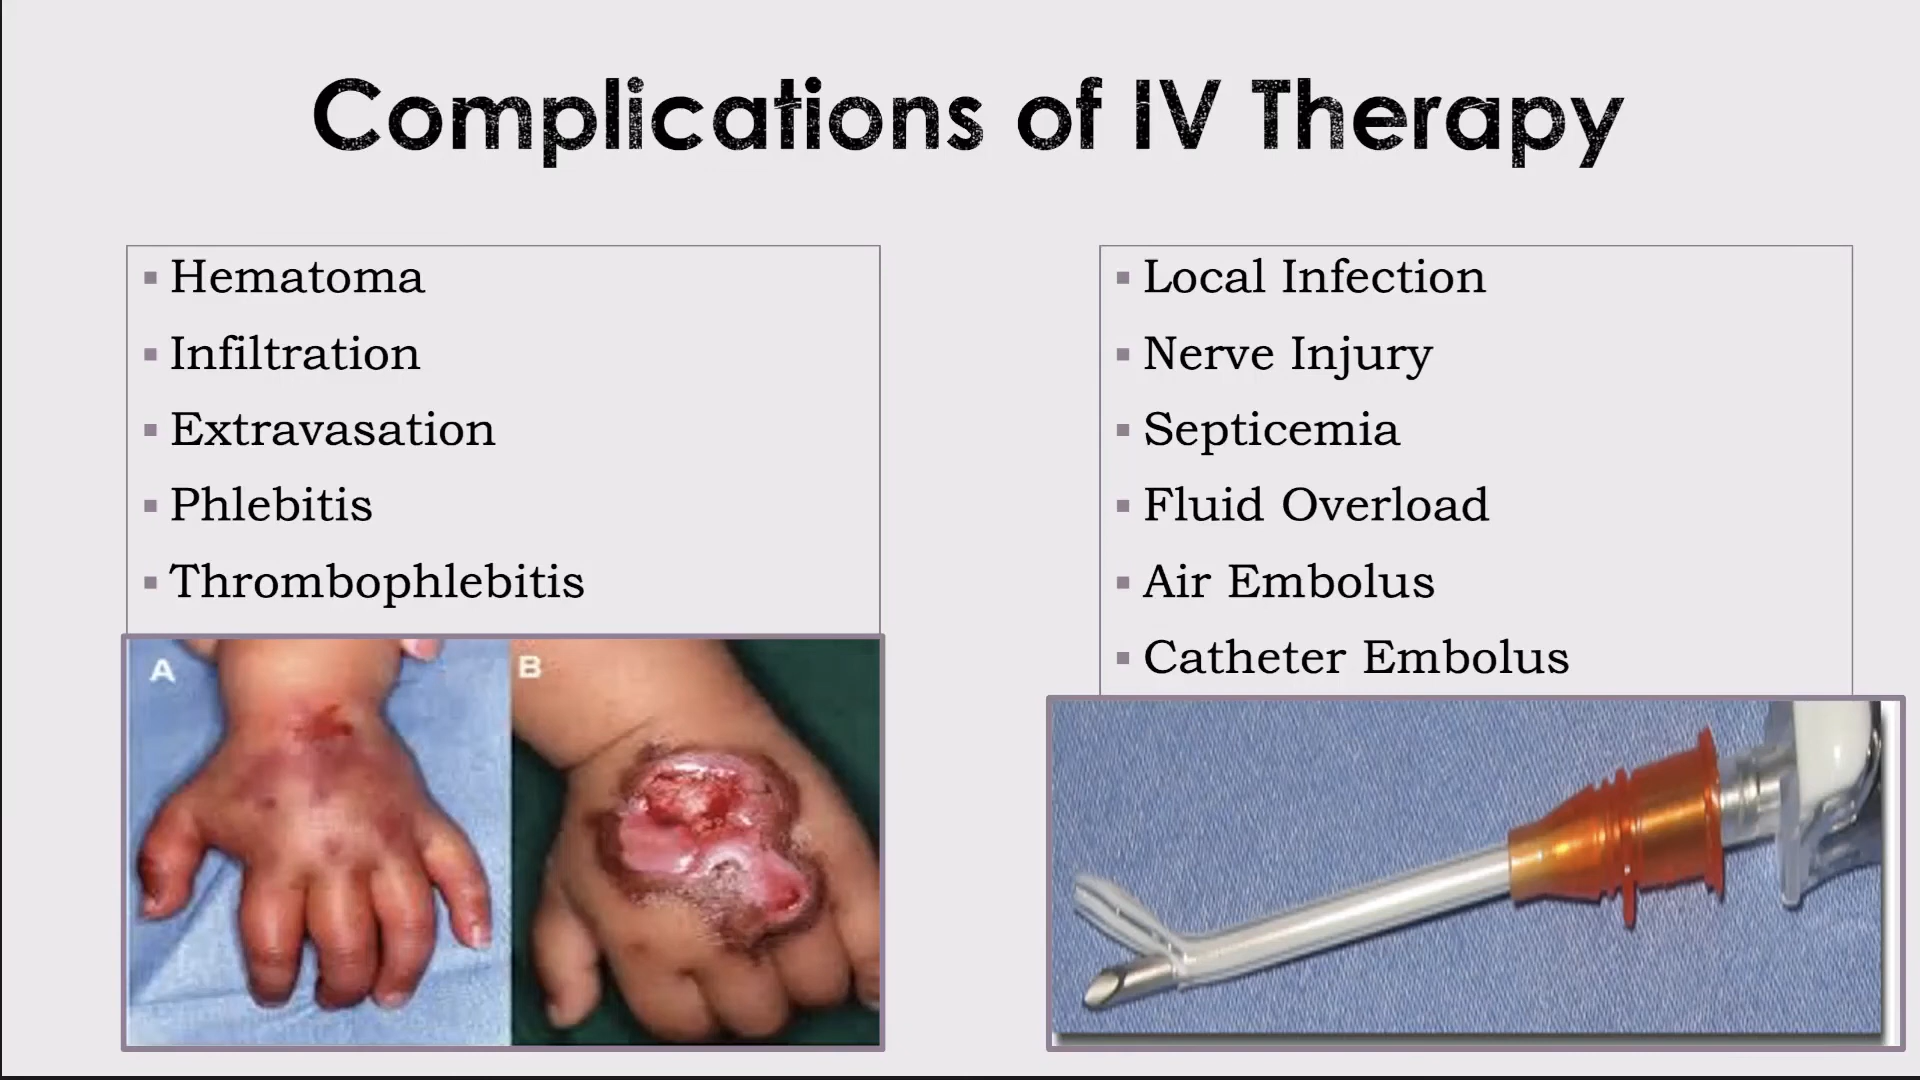 Complications of IV Therapy
Hematoma
Infiltration
Extravasation
Phlebitis
Thrombophlebitis
A
B
Local Infection
Nerve Injury
Septicemia
Fluid Overload
Air Embolus
Catheter Embolus